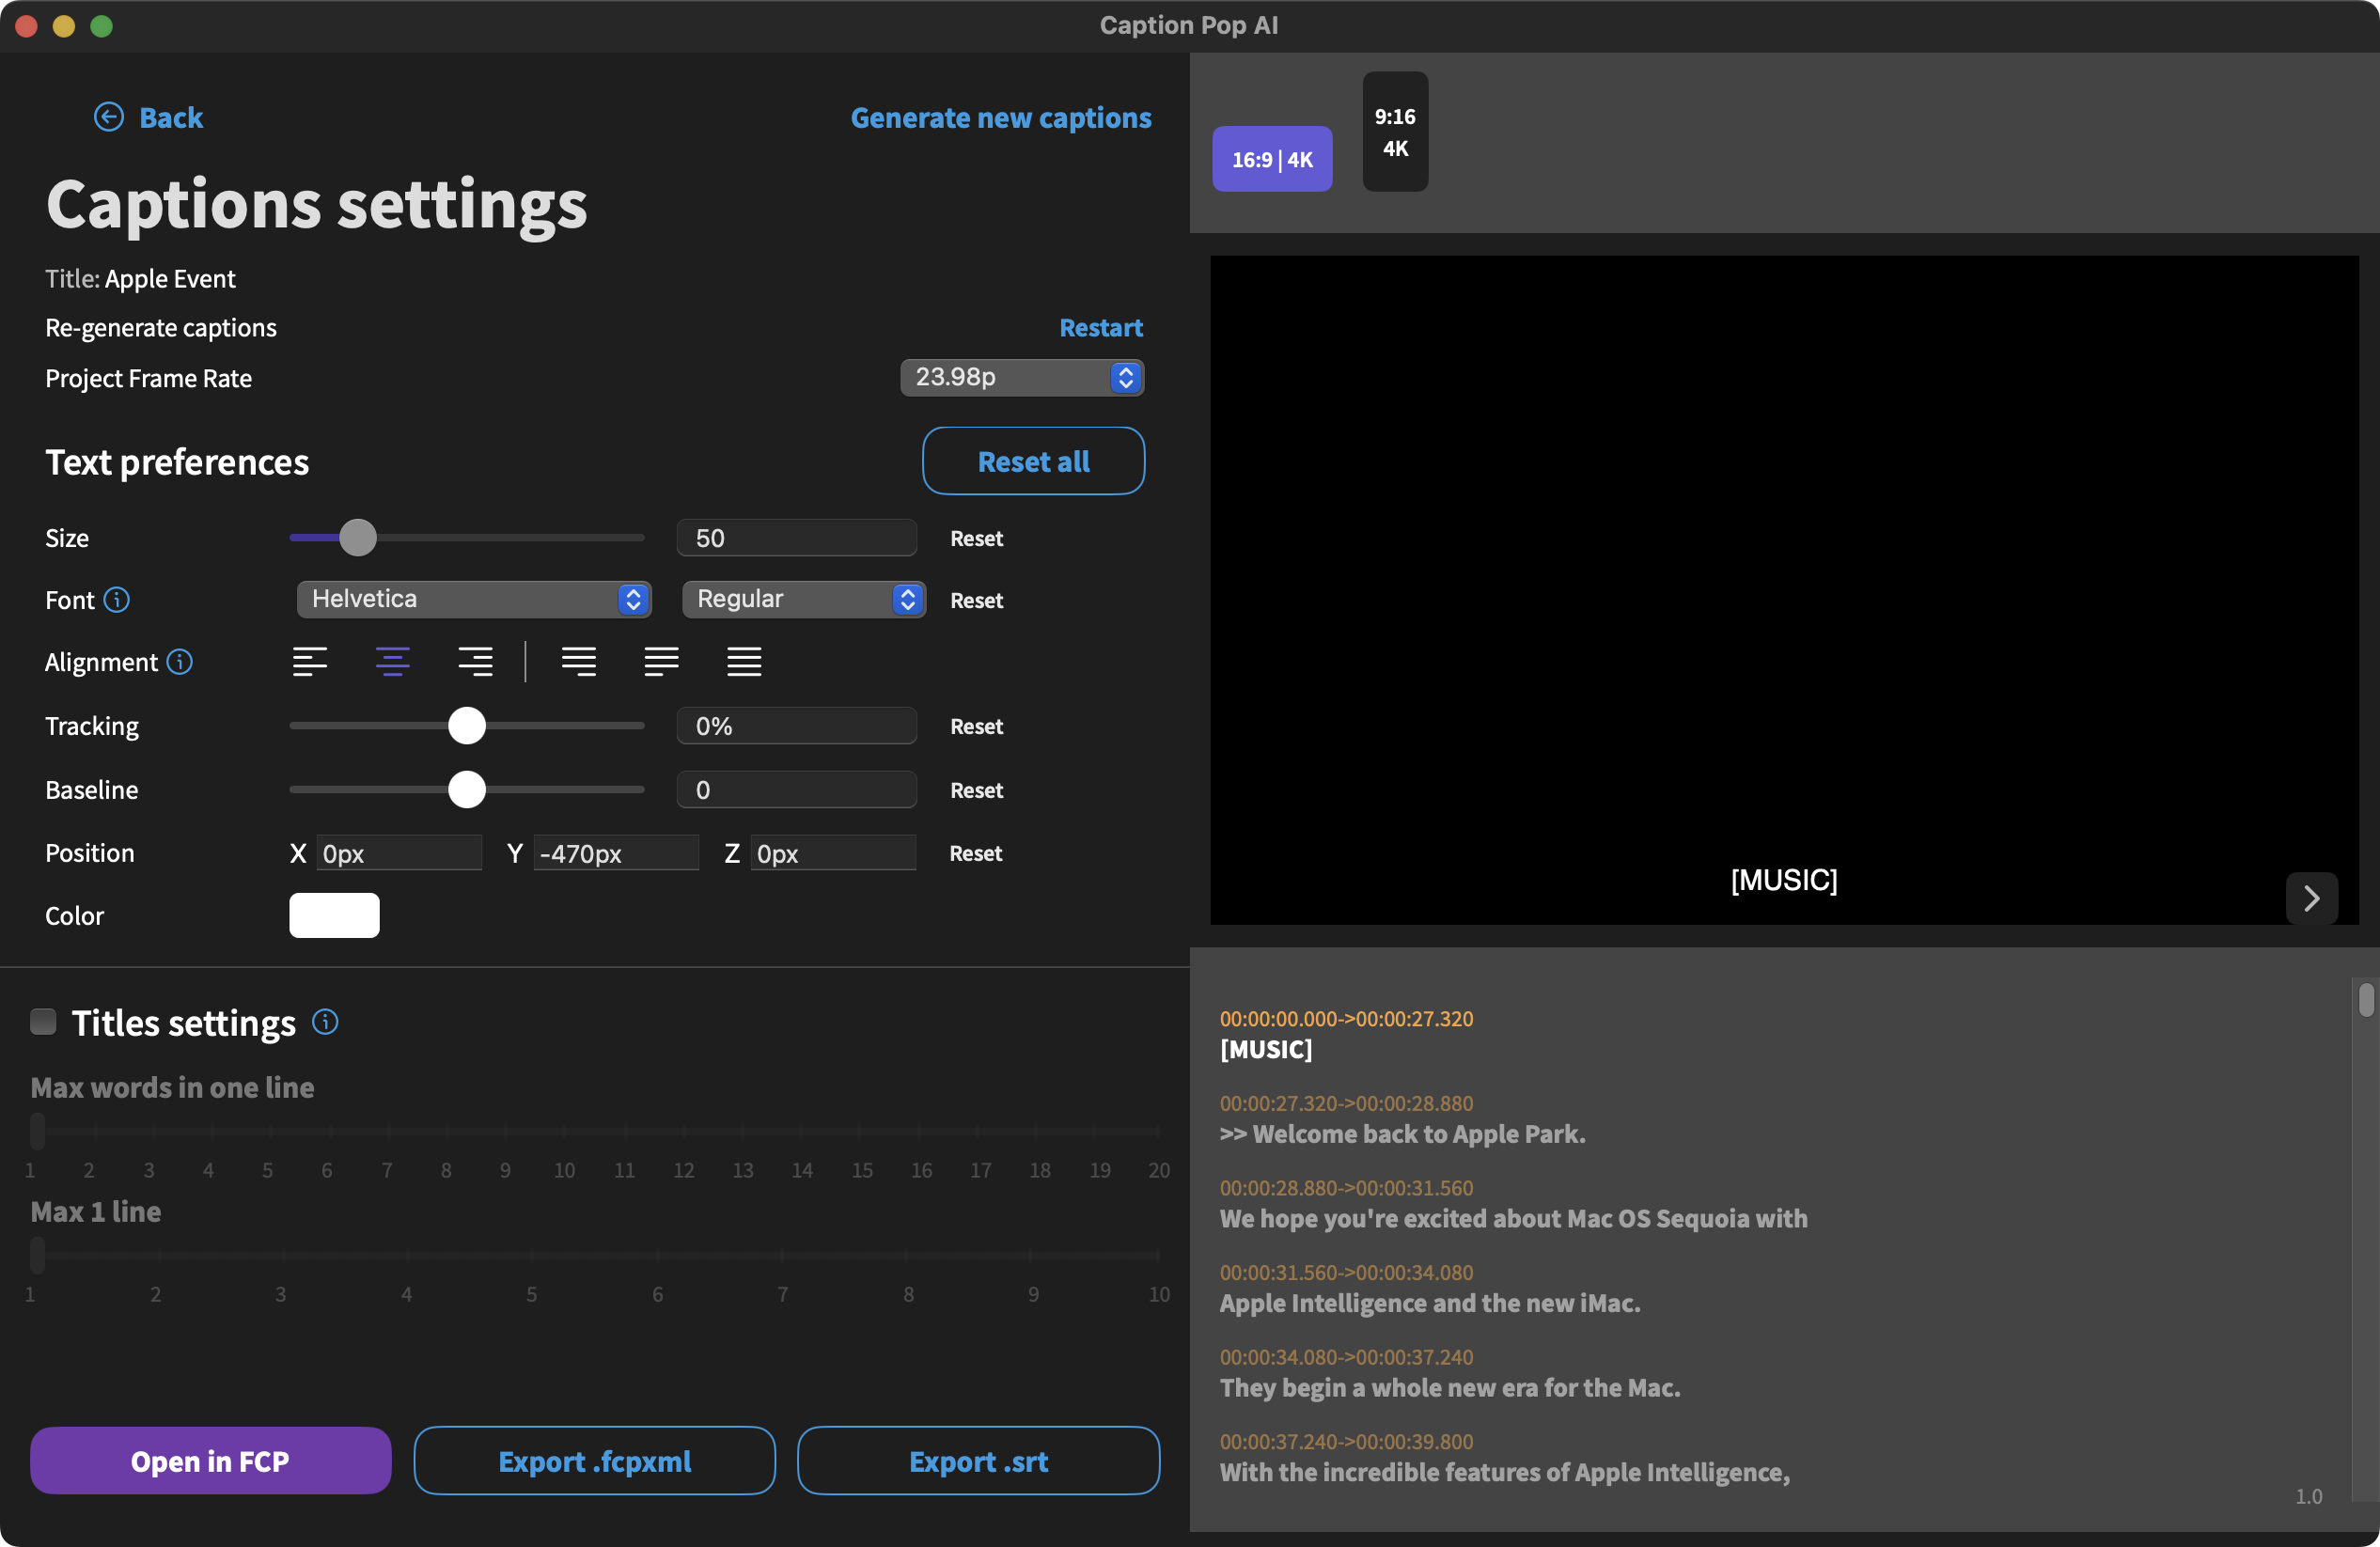 Caption Pop AI
Back
Generate new captions
Captions settings
Title: Apple Event
Re-generate captions
Restart
Project Frame Rate
23.98p
Text preferences
Reset all
Size
50
Reset
Font
Helvetica
Regular
Reset
Alignment
Tracking
0%
Reset
Baseline
0
Reset
Position
X 0px
Y -470px
Z 0px
Reset
Color
Titles settings
Max words in one line
1 2 3 4 5 6 7 8 9 10 11 12 13 14 15 16 17 18 19 20
Max 1 line
1 2 3 4 5 6 7 8 9 10
Open in FCP
Export .fcpxml
Export .srt
16:9 | 4K
9:16
4K
[MUSIC]
00:00:00.000->00:00:27.320
[MUSIC]
00:00:27.320->00:00:28.880
>> Welcome back to Apple Park.
00:00:28.880->00:00:31.560
We hope you're excited about Mac OS Sequoia with
00:00:31.560->00:00:34.080
Apple Intelligence and the new iMac.
00:00:34.080->00:00:37.240
They begin a whole new era for the Mac.
00:00:37.240->00:00:39.800
With the incredible features of Apple Intelligence,
1.0